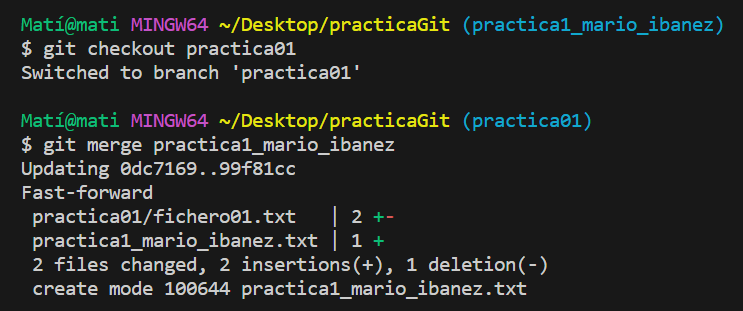 Matí@mati MINGW64 ~/Desktop/practicaGit (practica1_mario_ibanez)
$ git checkout practica01
Switched to branch 'practica01'
Matí@mati MINGW64 ~/Desktop/practicaGit (practica01)
$ git merge practica1_mario_ibanez
Updating 0dc7169..99f81cc
Fast-forward
 practica01/fichero01.txt   | 2 +-
 practica1_mario_ibanez.txt | 1 +
 2 files changed, 2 insertions(+), 1 deletion(-)
 create mode 100644 practica1_mario_ibanez.txt